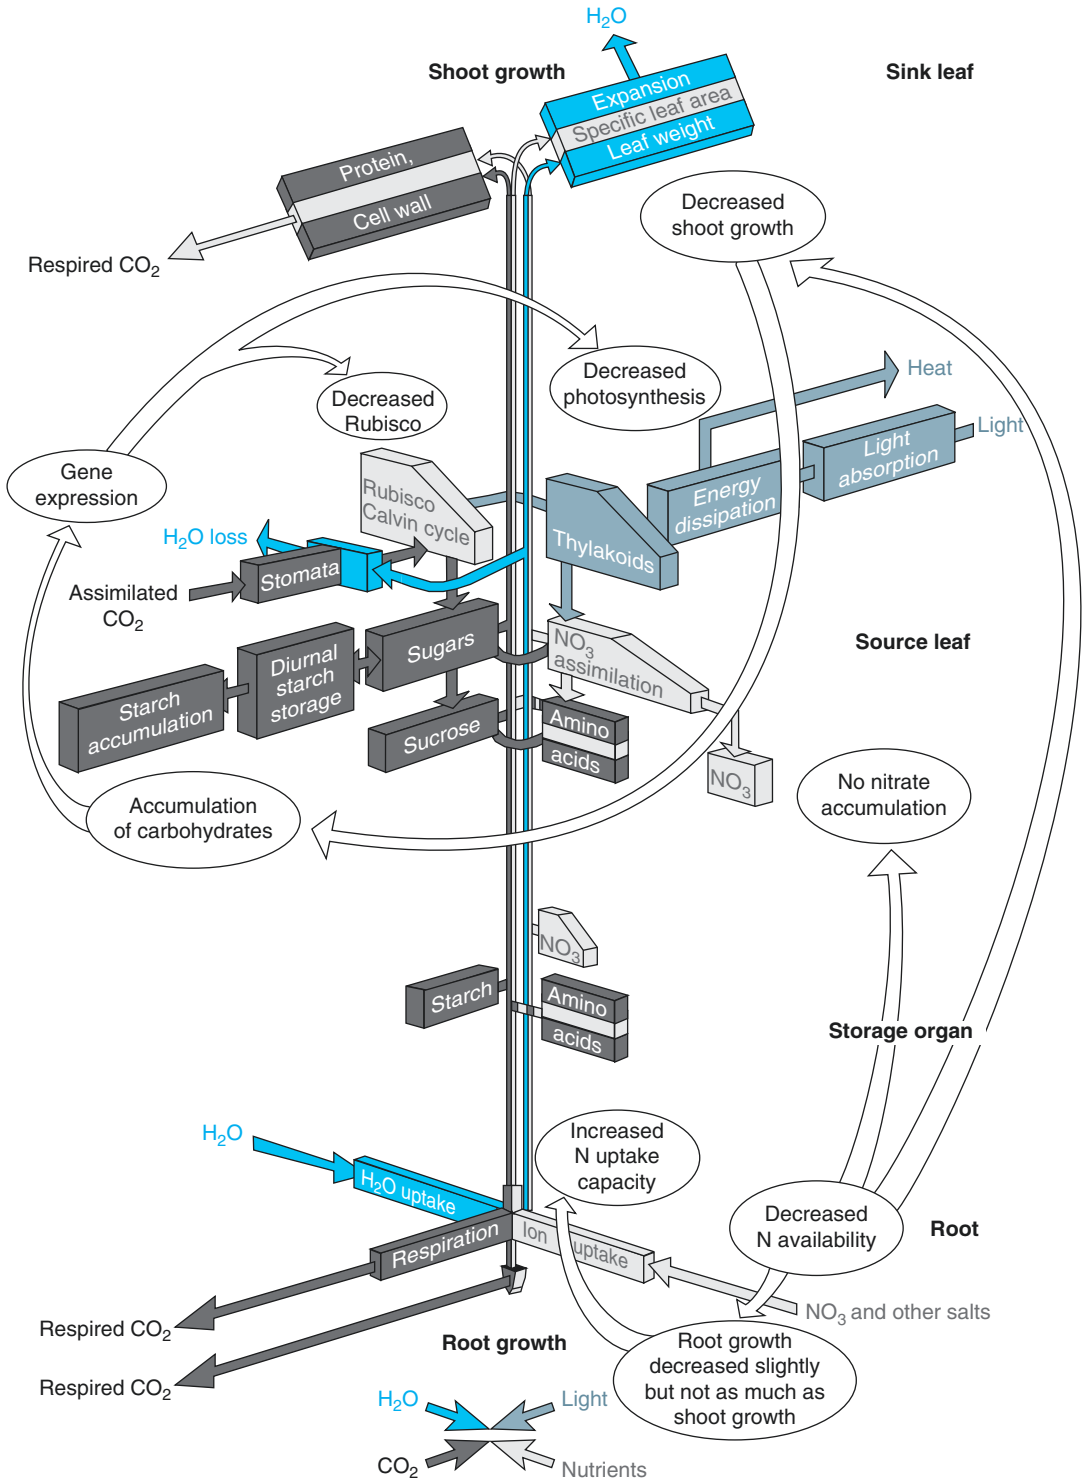 H₂O
Shoot growth
Sink leaf
Expansion
Specific leaf area
Leaf weight
Protein,
Cell wall
Respired CO₂
Decreased
shoot growth
Decreased
Rubisco
Decreased
photosynthesis
Heat
Light
Light
absorption
Energy
dissipation
Gene
expression
Rubisco
Calvin cycle
Thylakoids
H₂O loss
Stomata
Assimilated
CO₂
Source leaf
Sugars
NO₃
assimilation
Diurnal
starch
storage
Starch
accumulation
Sucrose
Amino
acids
NO₃
No nitrate
accumulation
Accumulation
of carbohydrates
NO₃
Starch
Amino
acids
Storage organ
H₂O
H₂O uptake
Increased
N uptake
capacity
Decreased
N availability
Root
Respiration
Ion uptake
NO₃ and other salts
Respired CO₂
Root growth
Root growth
decreased slightly
but not as much as
shoot growth
Respired CO₂
H₂O
Light
CO₂
Nutrients